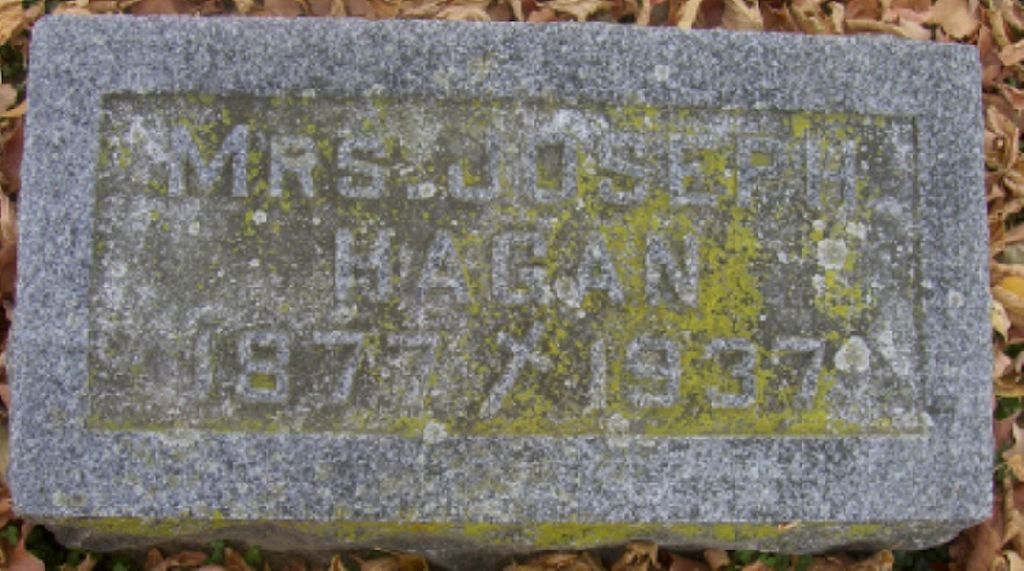 MRS. JOSEPH
HAGAN
1877 / 1937